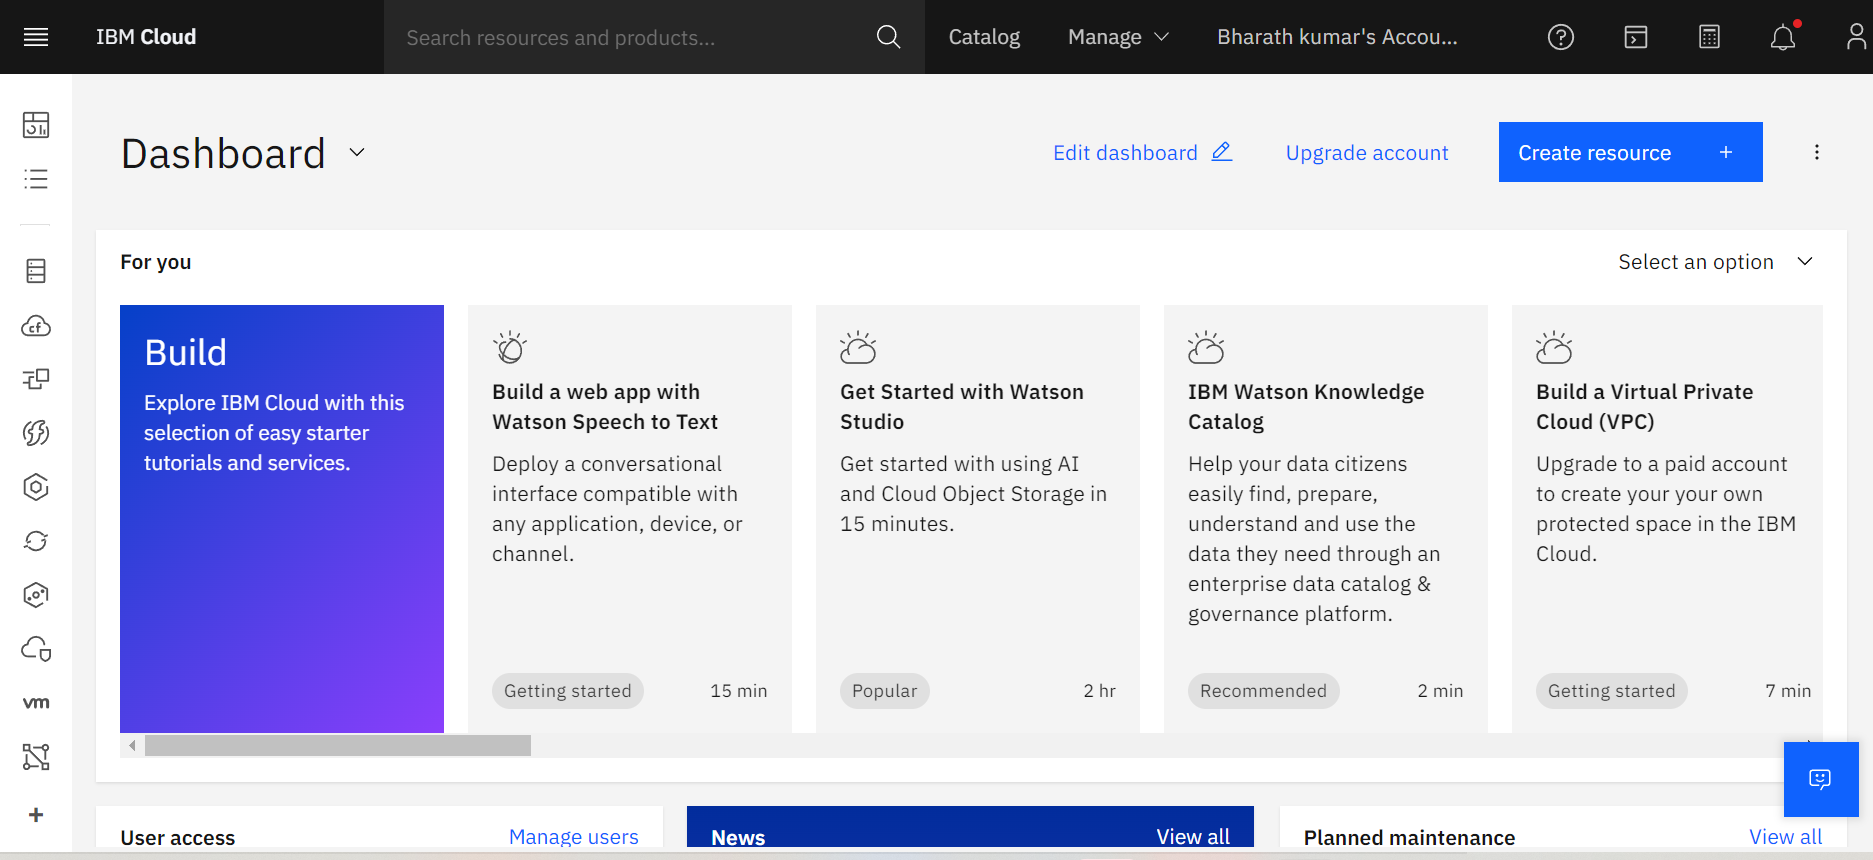 IBM Cloud
Search resources and products...
Catalog
Manage
Bharath kumar's Accou...
Dashboard
Edit dashboard
Upgrade account
Create resource +
For you
Select an option
Build
Explore IBM Cloud with this
selection of easy starter
tutorials and services.
Build a web app with
Watson Speech to Text
Deploy a conversational
interface compatible with
any application, device, or
channel.
Getting started
15 min
Get Started with Watson
Studio
Get started with using AI
and Cloud Object Storage in
15 minutes.
Popular
2 hr
IBM Watson Knowledge
Catalog
Help your data citizens
easily find, prepare,
understand and use the
data they need through an
enterprise data catalog &
governance platform.
Recommended
2 min
Build a Virtual Private
Cloud (VPC)
Upgrade to a paid account
to create your your own
protected space in the IBM
Cloud.
Getting started
7 min
cf
vm
User access
Manage users
News
View all
Planned maintenance
View all